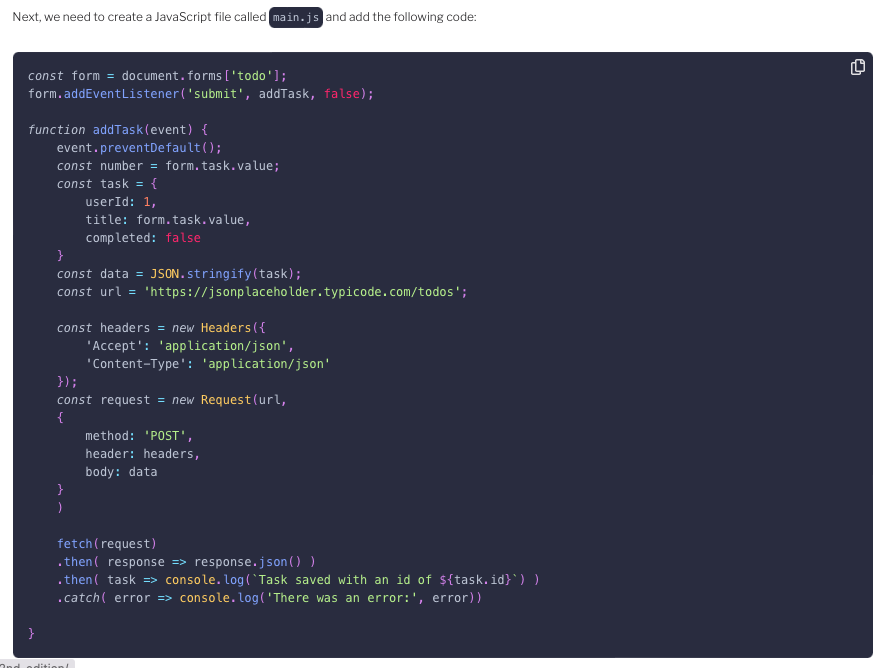 Next, we need to create a JavaScript file called main.js and add the following code:
const form = document.forms['todo'];
form.addEventListener('submit', addTask, false);
function addTask(event) {
    event.preventDefault();
    const number = form.task.value;
    const task = {
        userId: 1,
        title: form.task.value,
        completed: false
    }
    const data = JSON.stringify(task);
    const url = 'https://jsonplaceholder.typicode.com/todos';
    const headers = new Headers({
        'Accept': 'application/json',
        'Content-Type': 'application/json'
    });
    const request = new Request(url,
    {
        method: 'POST',
        header: headers,
        body: data
    }
    )
    fetch(request)
    .then( response => response.json() )
    .then( task => console.log(`Task saved with an id of ${task.id}`) )
    .catch( error => console.log('There was an error:', error))
}
2nd-edition/